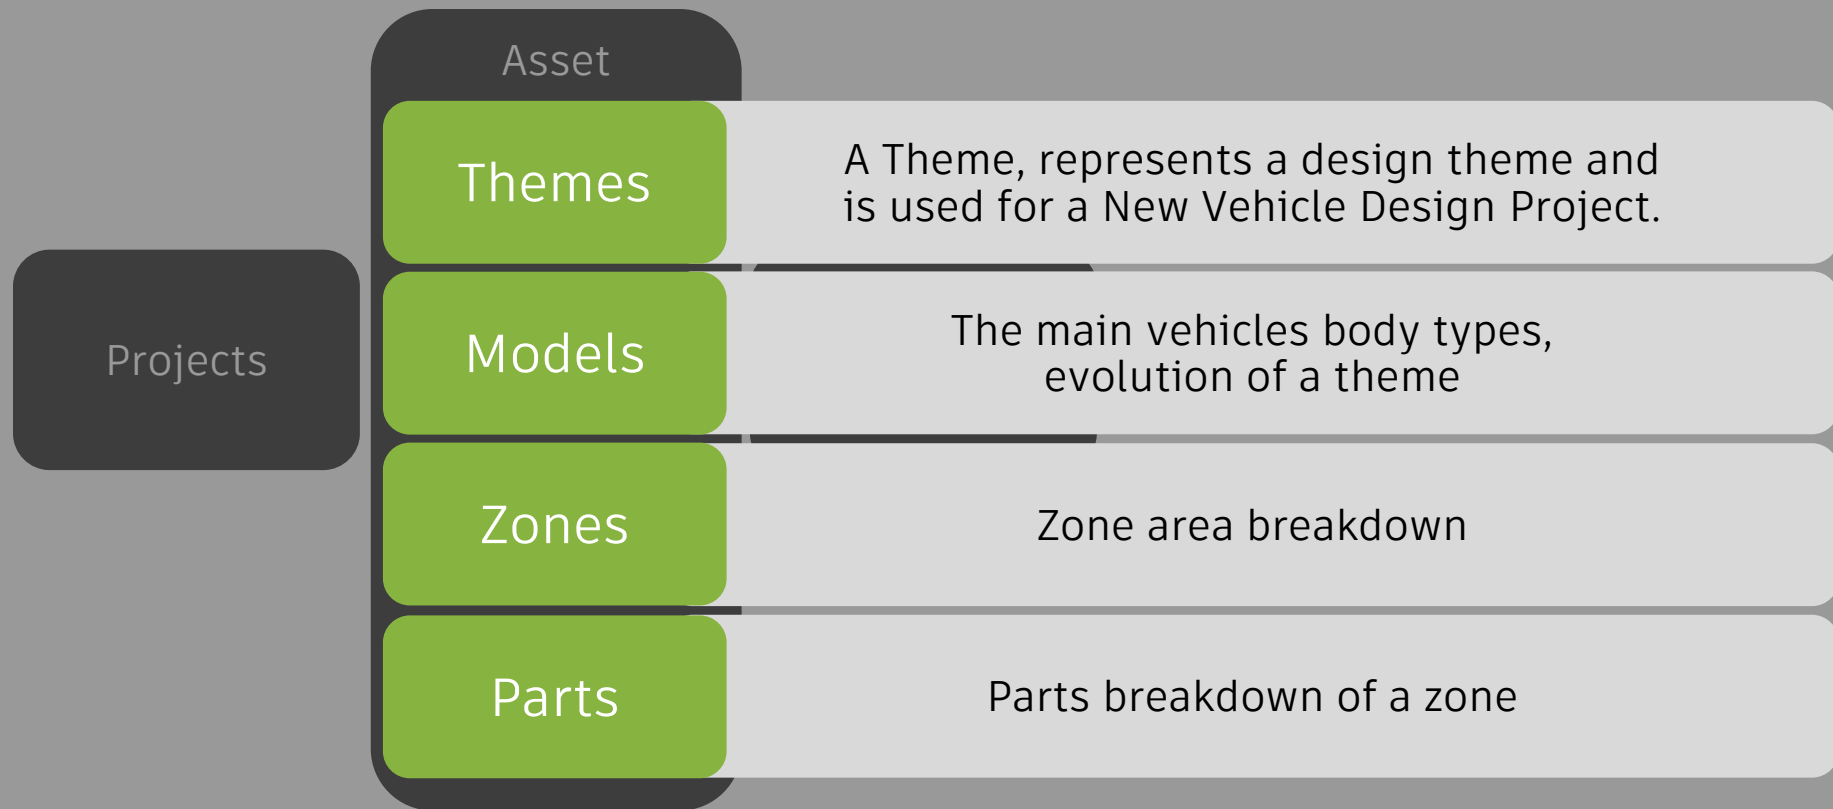 Asset
Themes
A Theme, represents a design theme and
is used for a New Vehicle Design Project.
Projects
Models
The main vehicles body types,
evolution of a theme
Zones
Zone area breakdown
Parts
Parts breakdown of a zone